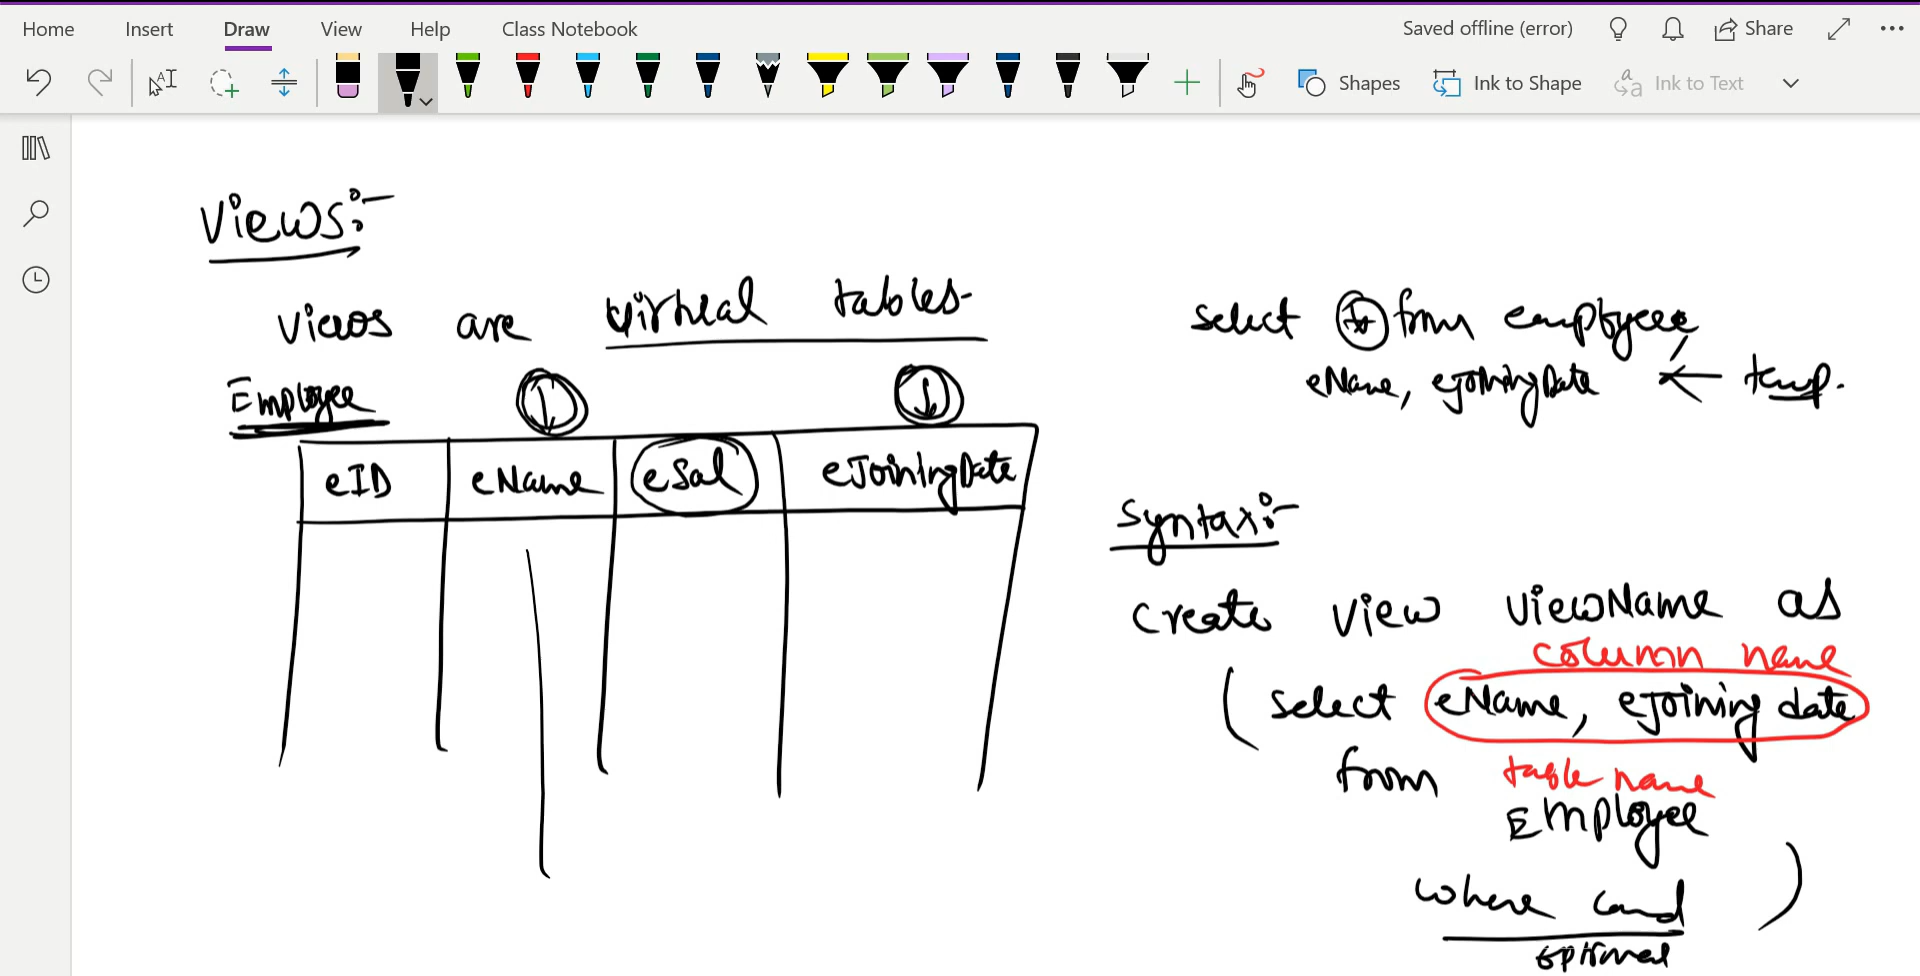 Home Insert Draw View Help Class Notebook Saved offline (error) Share
Shapes Ink to Shape Ink to Text
Views:-
Views are virtual tables.
Employee
eID eName eSal eJoiningDate
select * from employee;
eName, eJoiningDate ← temp.
Syntax:-
Create View ViewName as
column name
( select eName, eJoining date
from table name
Employee
where cond )
optional